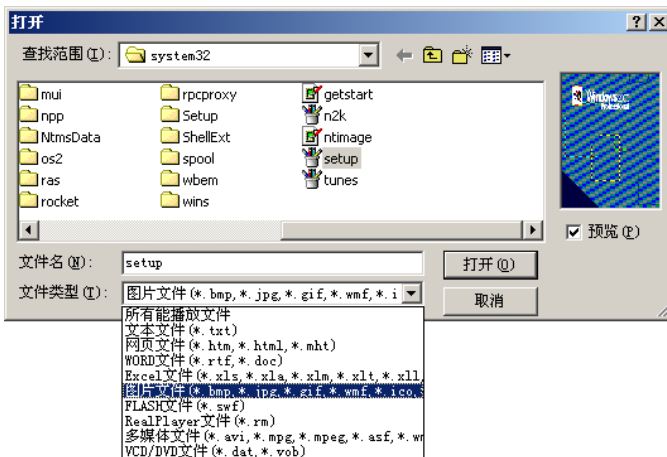 打开
查找范围(I): system32
mui rpcproxy getstart
npp Setup n2k
NtmsData ShellExt ntimage
os2 spool setup
ras wbem tunes
rocket wins
预览(P)
文件名(N): setup 打开(O)
文件类型(T): 图片文件(*.bmp,*.jpg,*.gif,*.wmf,*.i 取消
所有能播放文件
文本文件(*.txt)
网页文件(*.htm,*.html,*.mht)
WORD文件(*.rtf,*.doc)
Excel文件(*.xls,*.xla,*.xlm,*.xlt,*.xll,
图片文件(*.bmp,*.jpg,*.gif,*.wmf,*.ico,
FLASH文件(*.swf)
RealPlayer文件(*.rm)
多媒体文件(*.avi,*.mpg,*.mpeg,*.asf,*.wm
VCD/DVD文件(*.dat,*.vob)